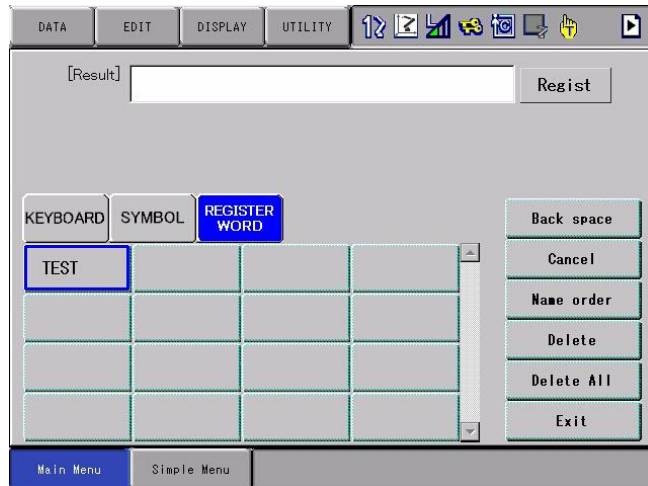 DATA EDIT DISPLAY UTILITY
[Result] Regist
KEYBOARD SYMBOL REGISTER WORD
TEST
Back space
Cancel
Name order
Delete
Delete All
Exit
Main Menu Simple Menu